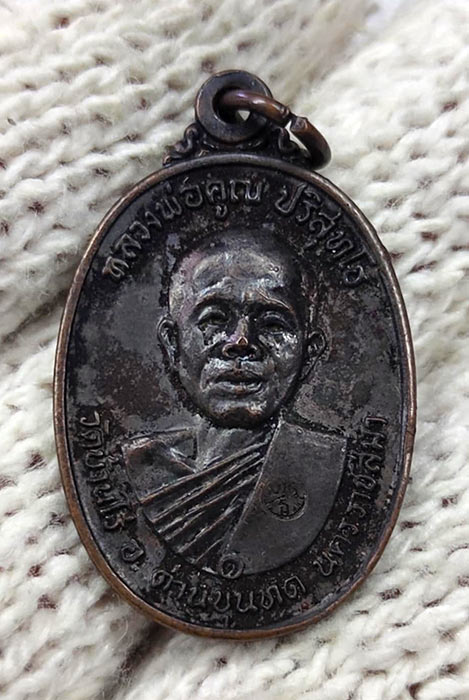 หลวงพ่อคูณ ปริสุทฺโธ
วัดบ้านไร่ อ. ด่านขุนทด นครราชสีมา
๑